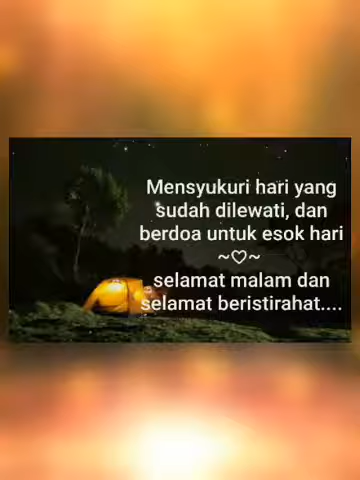 Mensyukuri hari yang
sudah dilewati, dan
berdoa untuk esok hari
~♡~
selamat malam dan
selamat beristirahat....